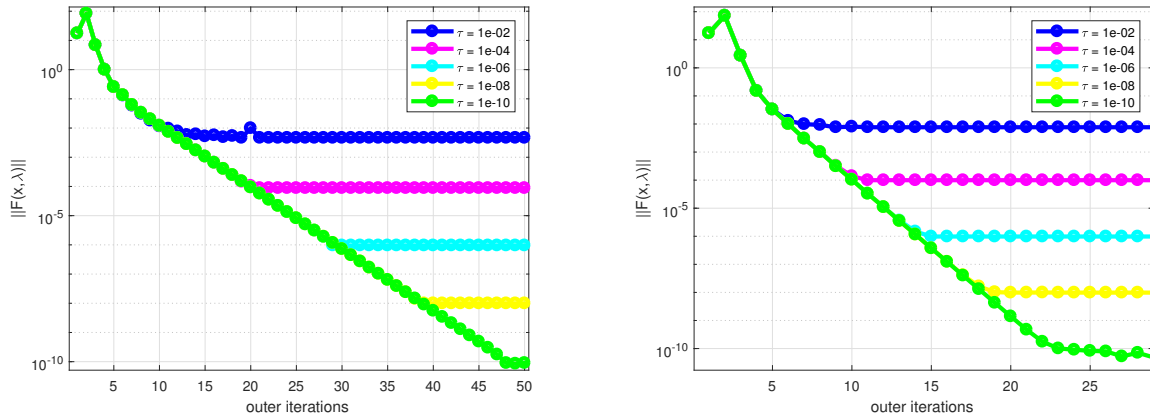 10^0
10^-5
10^-10
||F(x,λ)||
5 10 15 20 25 30 35 40 45 50
outer iterations
τ = 1e-02
τ = 1e-04
τ = 1e-06
τ = 1e-08
τ = 1e-10
10^0
10^-5
10^-10
||F(x,λ)||
5 10 15 20 25
outer iterations
τ = 1e-02
τ = 1e-04
τ = 1e-06
τ = 1e-08
τ = 1e-10